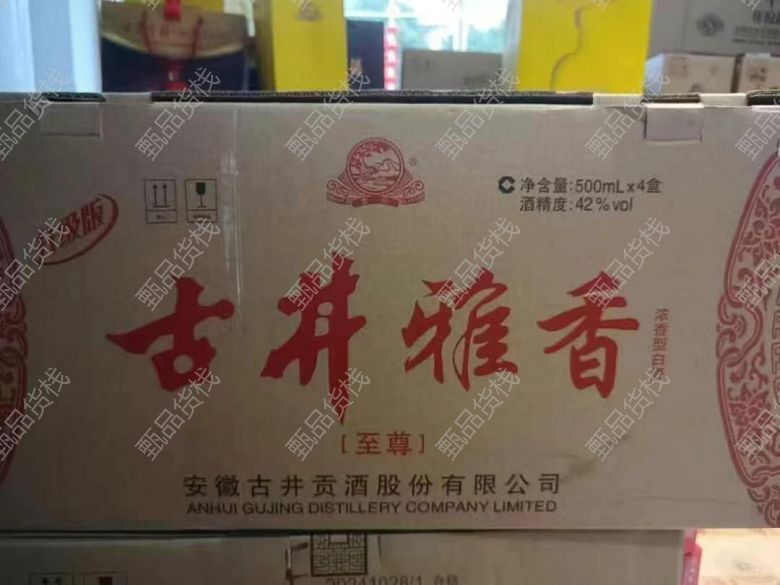 净含量:500mL x 4盒
酒精度:42%vol
升级版
古井雅香
浓香型白酒
[至尊]
安徽古井贡酒股份有限公司
ANHUI GUJING DISTILLERY COMPANY LIMITED
20241028/1
甄品货栈